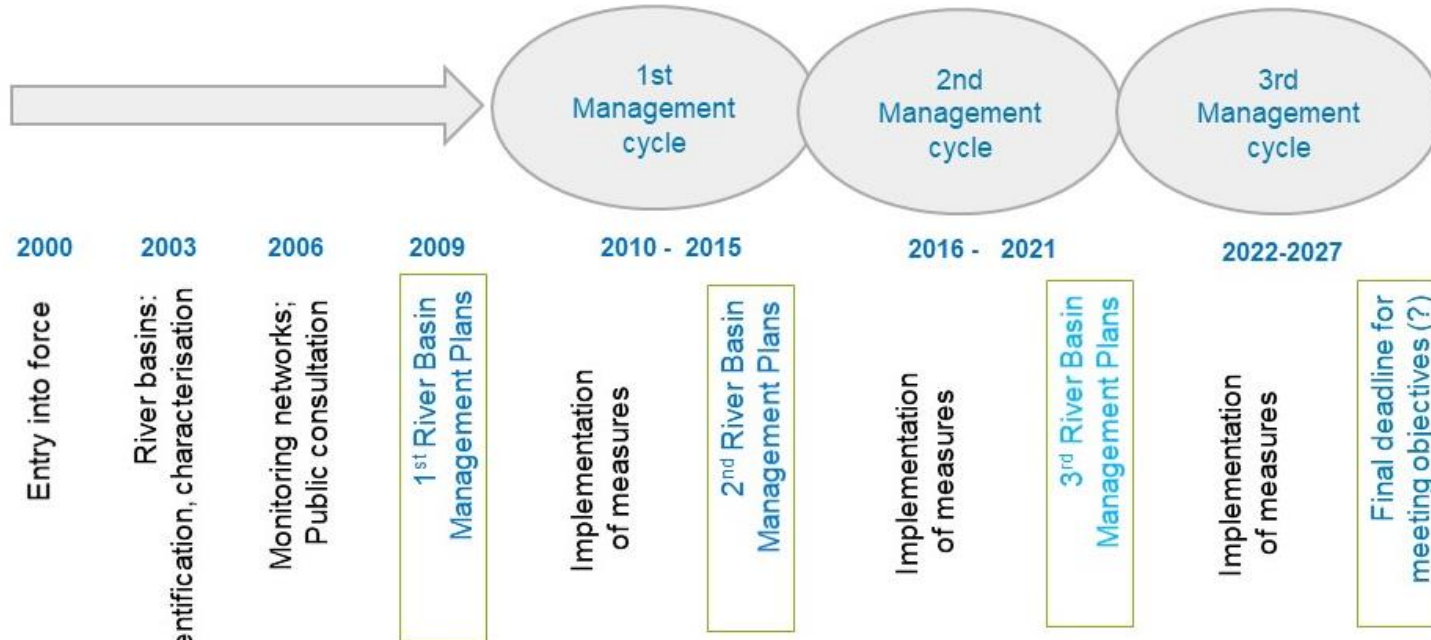 1st
Management
cycle
2nd
Management
cycle
3rd
Management
cycle
2000
2003
2006
2009
2010 - 2015
2016 - 2021
2022-2027
Entry into force
River basins:
entification, characterisation
Monitoring networks;
Public consultation
1st River Basin
Management Plans
Implementation
of measures
2nd River Basin
Management Plans
Implementation
of measures
3rd River Basin
Management Plans
Implementation
of measures
Final deadline for
meeting objectives (?)